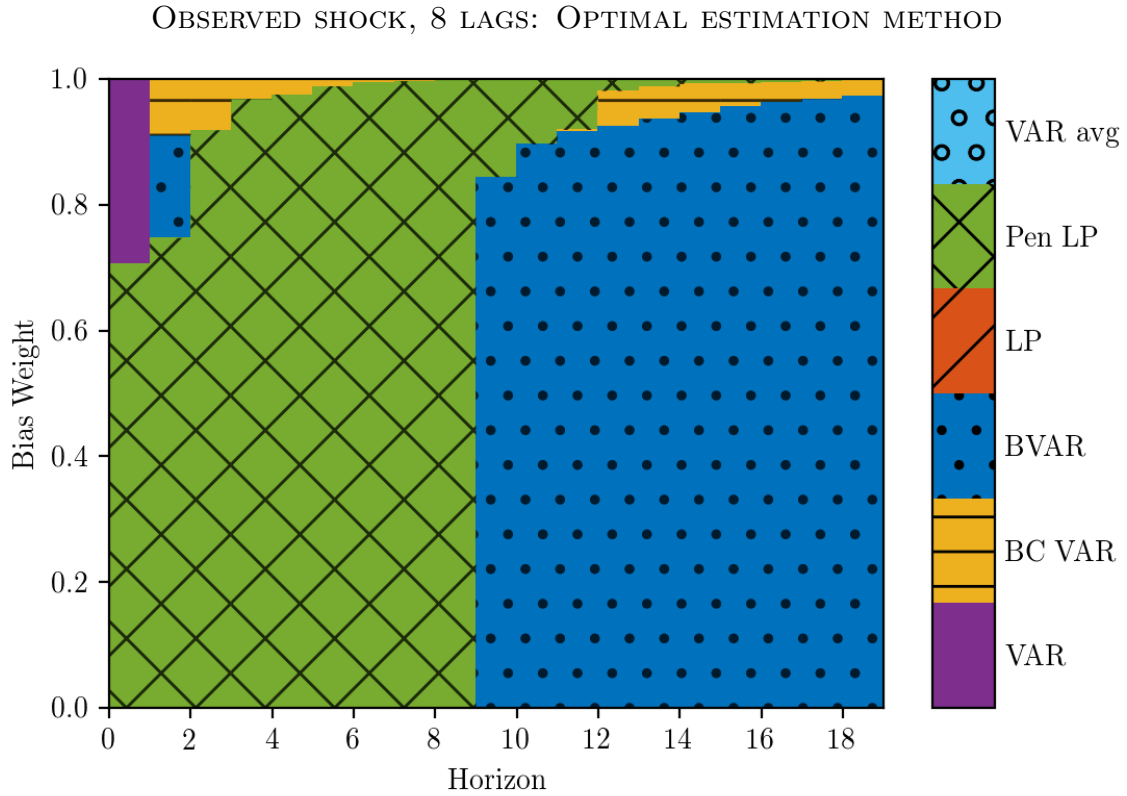 OBSERVED SHOCK, 8 LAGS: OPTIMAL ESTIMATION METHOD
1.0
0.8
0.6
0.4
0.2
0.0
Bias Weight
0 2 4 6 8 10 12 14 16 18
Horizon
VAR avg
Pen LP
LP
BVAR
BC VAR
VAR